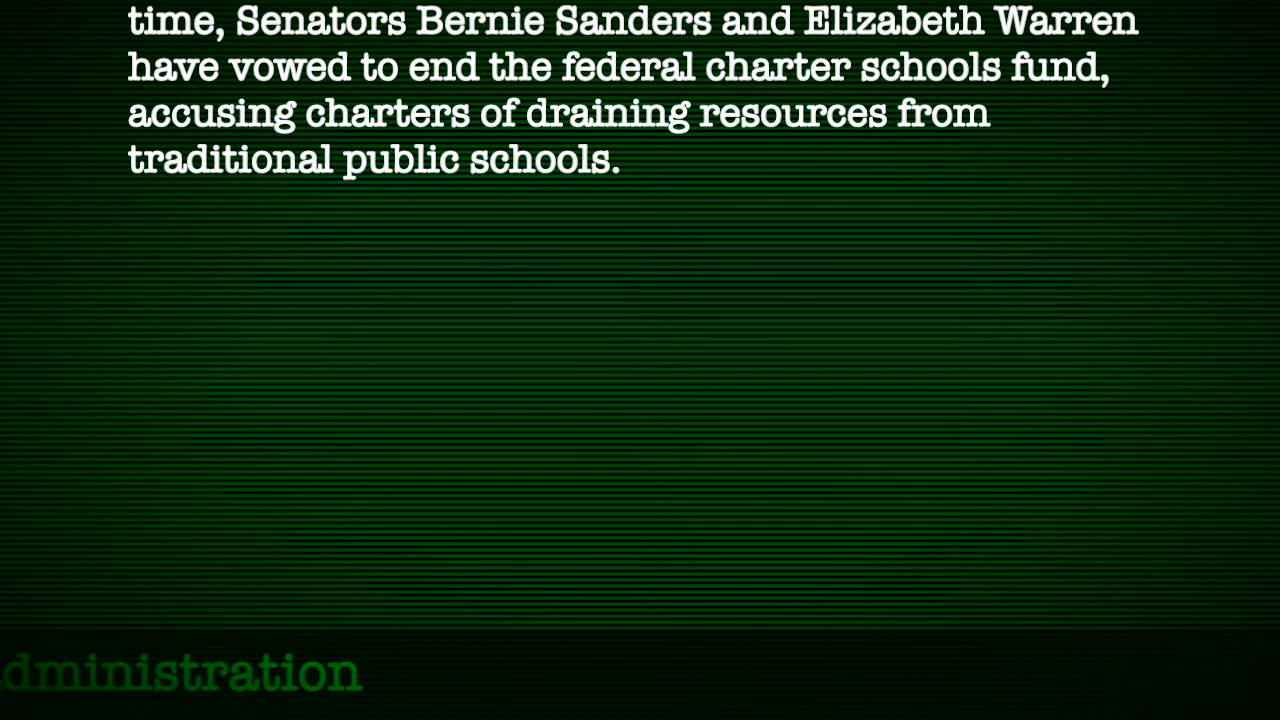 time, Senators Bernie Sanders and Elizabeth Warren
have vowed to end the federal charter schools fund,
accusing charters of draining resources from
traditional public schools.
dministration